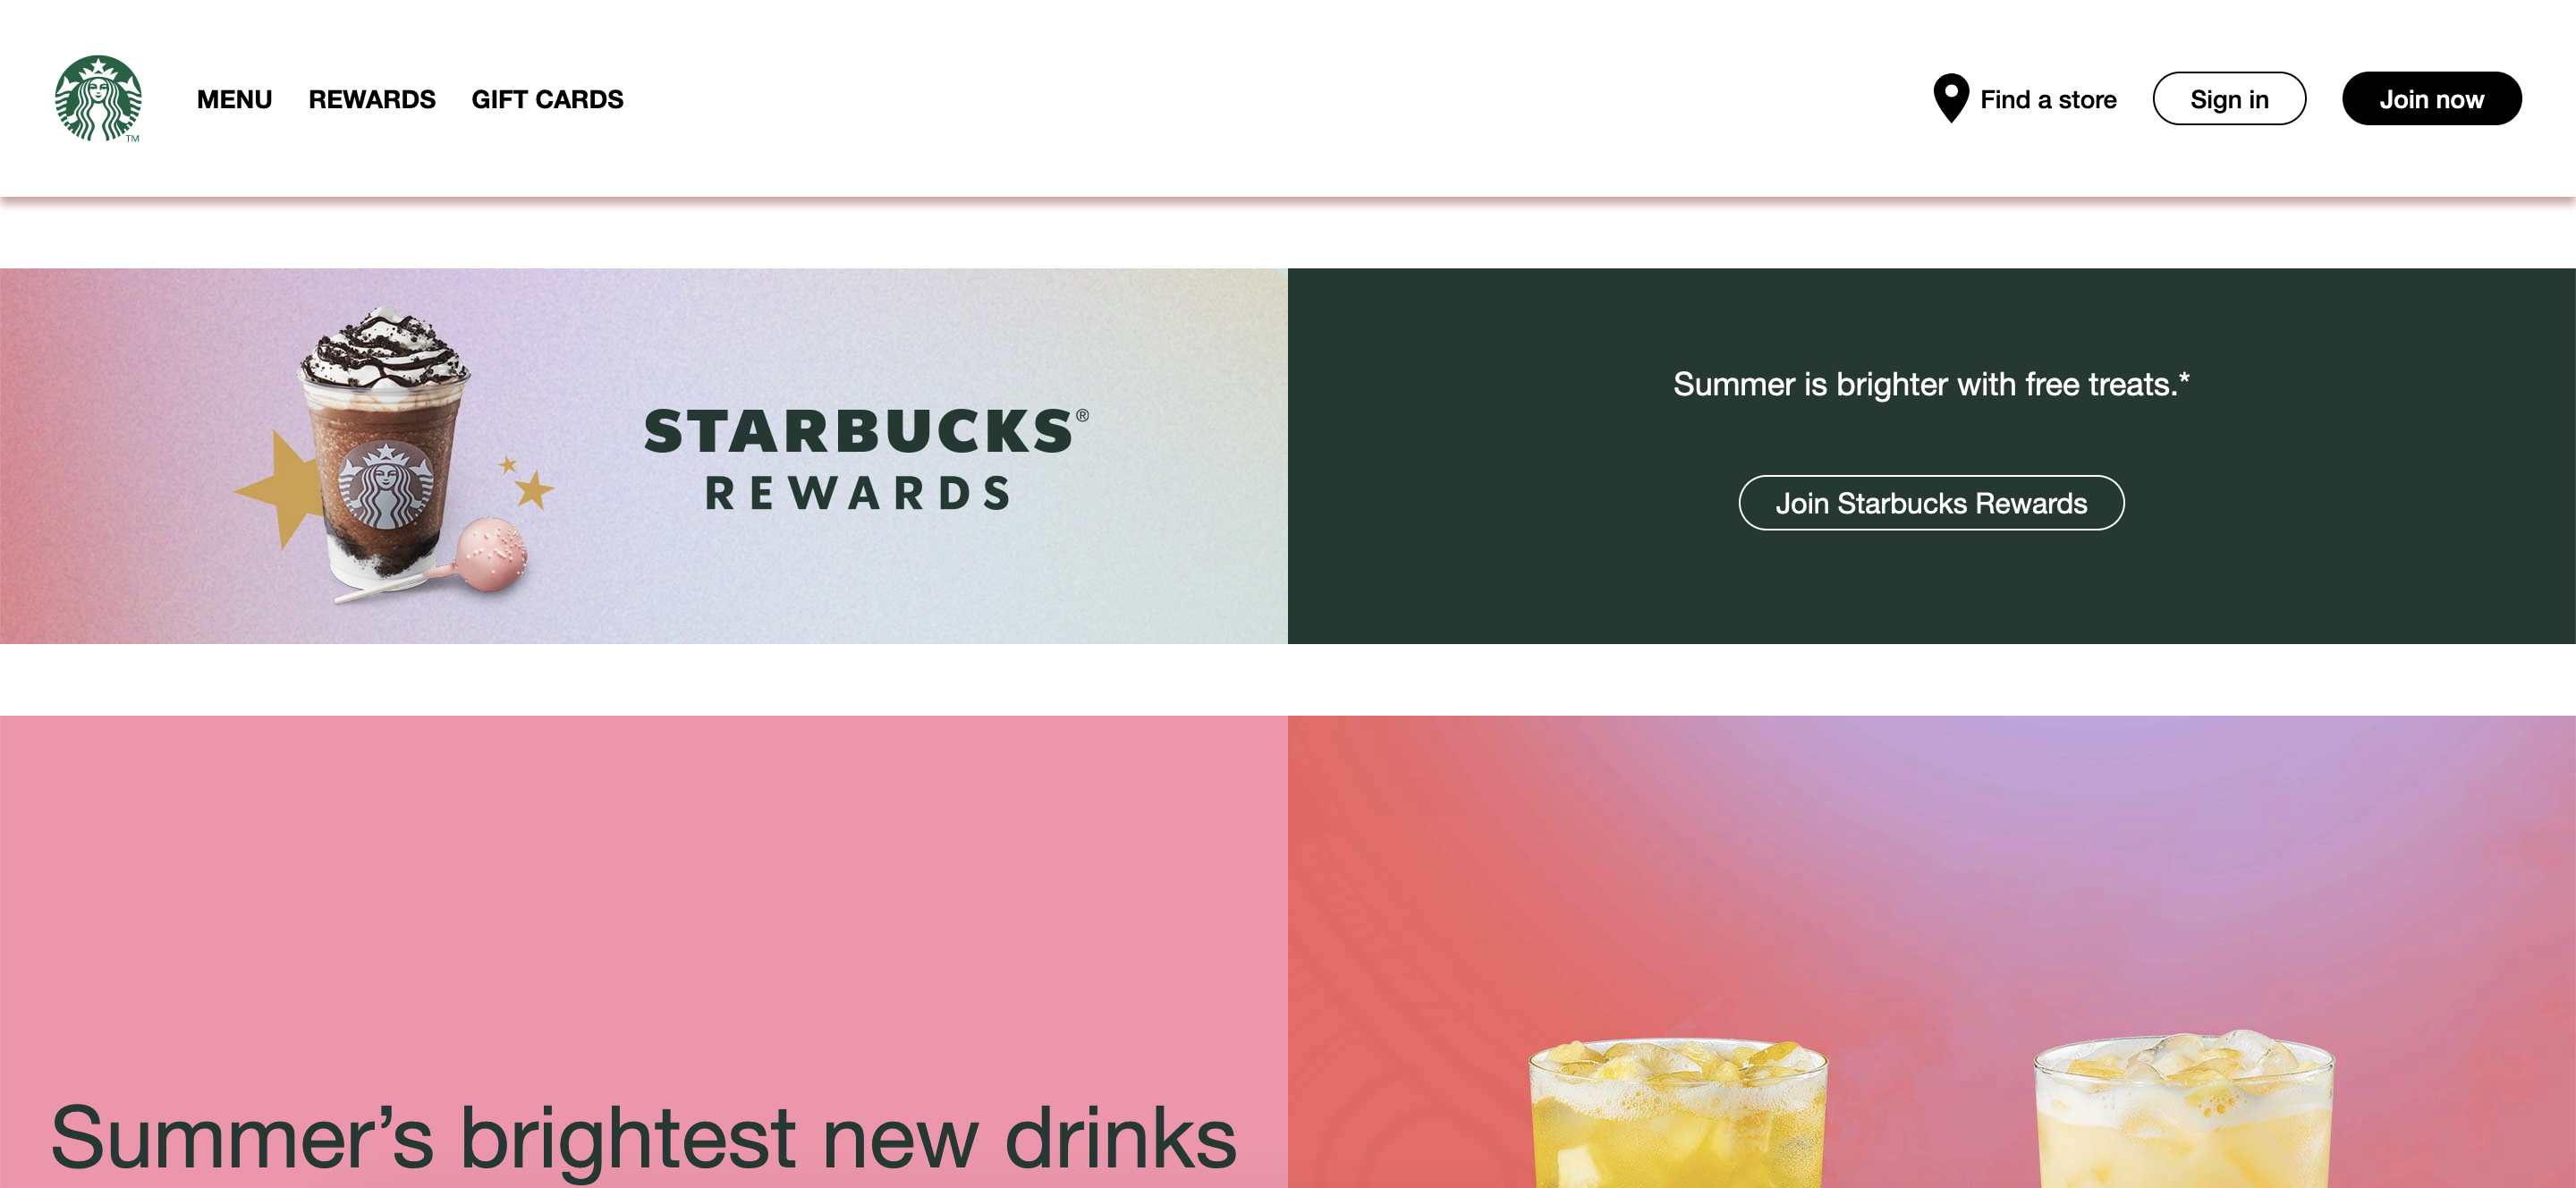 TM
MENU
REWARDS
GIFT CARDS
Find a store
Sign in
Join now
STARBUCKS®
REWARDS
Summer is brighter with free treats.*
Join Starbucks Rewards
Summer’s brightest new drinks